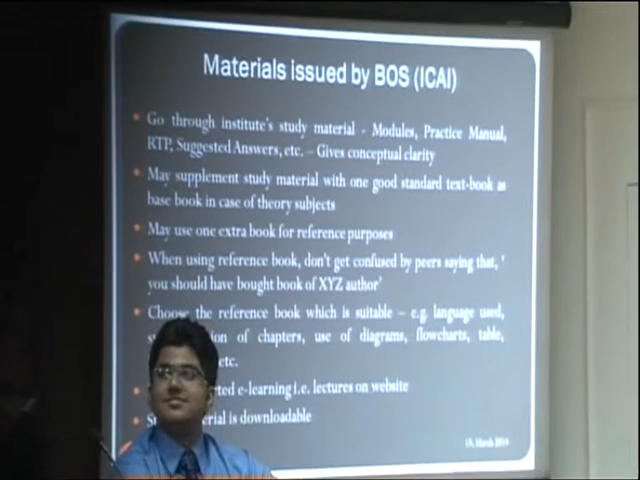 Materials issued by BOS (ICAI)
Go through institute's study material - Modules, Practice Manual,
RTP, Suggested Answers, etc. – Gives conceptual clarity
May supplement study material with one good standard text-book as
base book in case of theory subjects
May use one extra book for reference purposes
When using reference book, don't get confused by peers saying that, '
you should have bought book of XYZ author'
Choose the reference book which is suitable – e.g. language used,
of chapters, use of diagrams, flowcharts, table,
etc.
e-learning i.e. lectures on website
is downloadable
March 2014